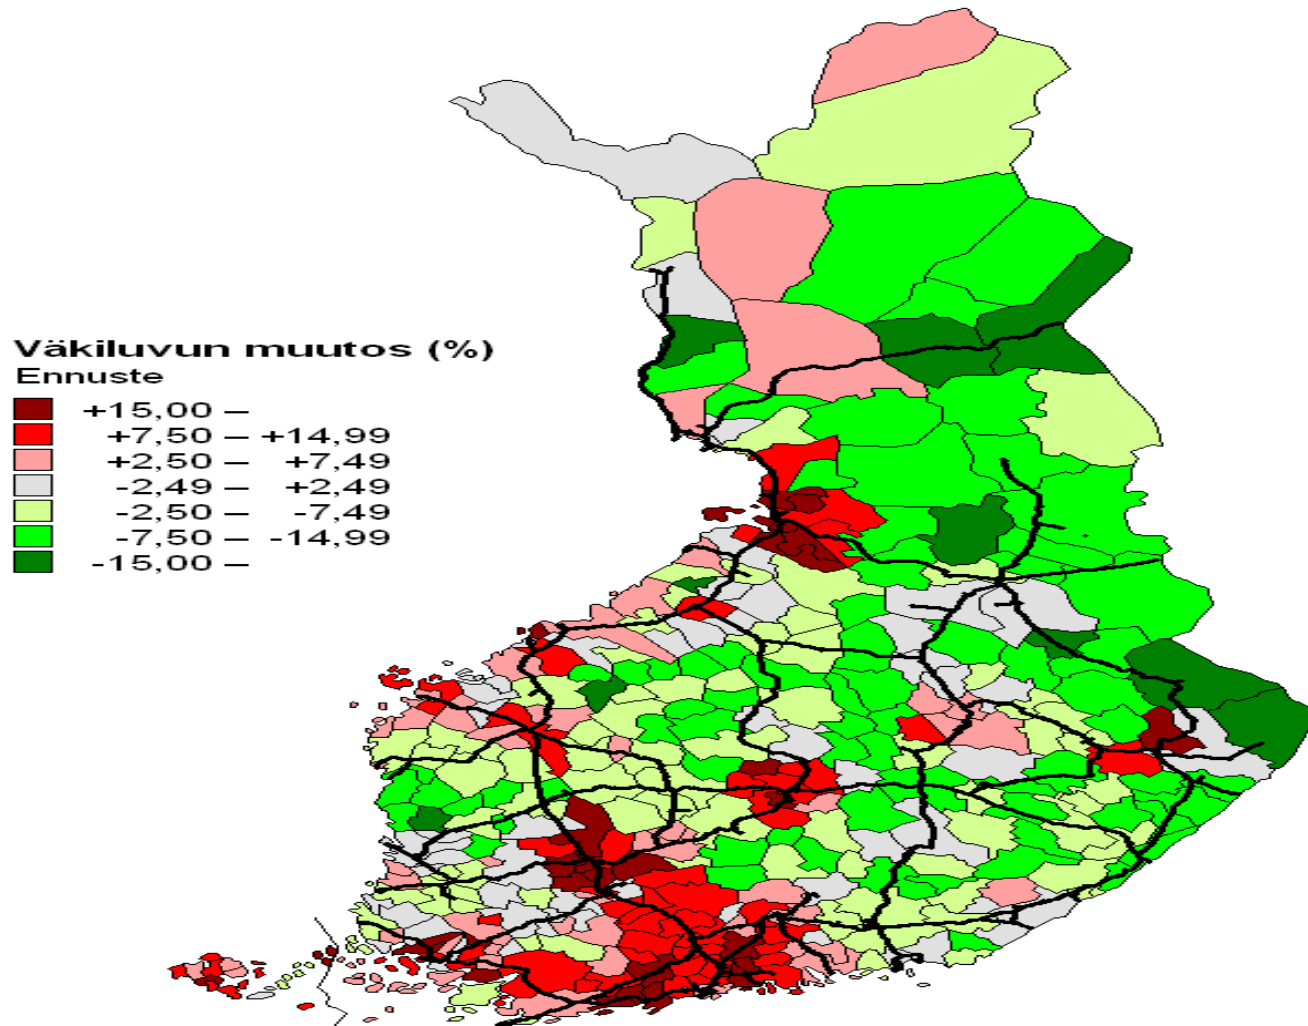 Väkiluvun muutos (%)
Ennuste
+15,00 –
+7,50 – +14,99
+2,50 – +7,49
-2,49 – +2,49
-2,50 – -7,49
-7,50 – -14,99
-15,00 –